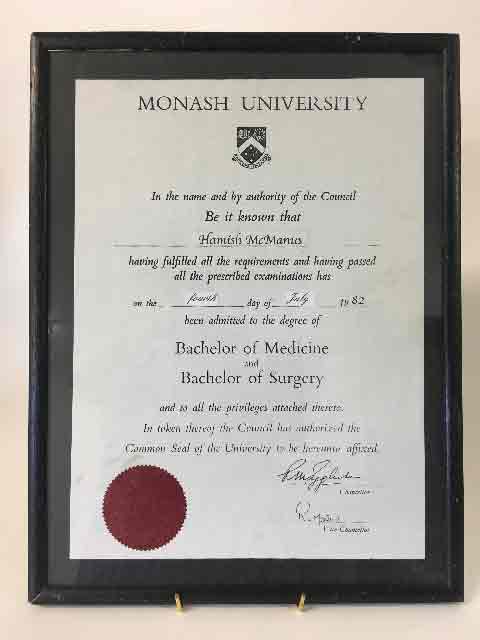 MONASH UNIVERSITY
In the name and by authority of the Council
Be it known that
Hamish McManus
having fulfilled all the requirements and having passed
all the prescribed examinations has
on the fourth day of July 1982
been admitted to the degree of
Bachelor of Medicine
and
Bachelor of Surgery
and to all the privileges attached thereto.
In token thereof the Council has authorized the
Common Seal of the University to be hereunto affixed.
Chancellor
Vice-Chancellor